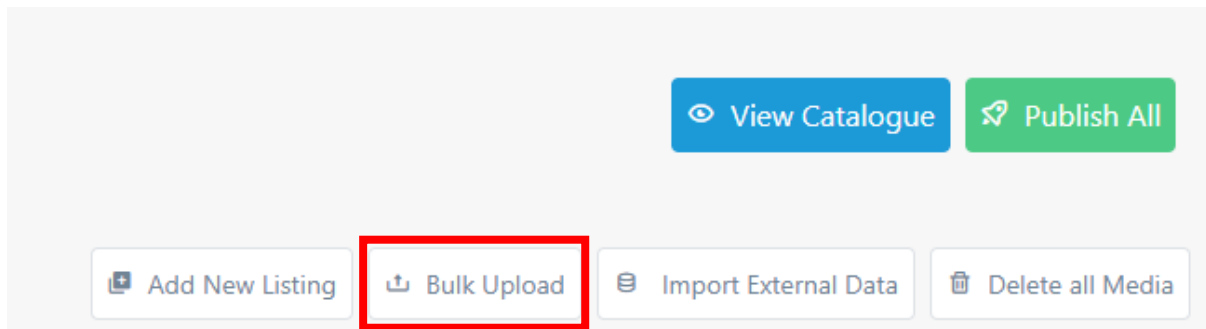 View Catalogue Publish All
Add New Listing Bulk Upload Import External Data Delete all Media